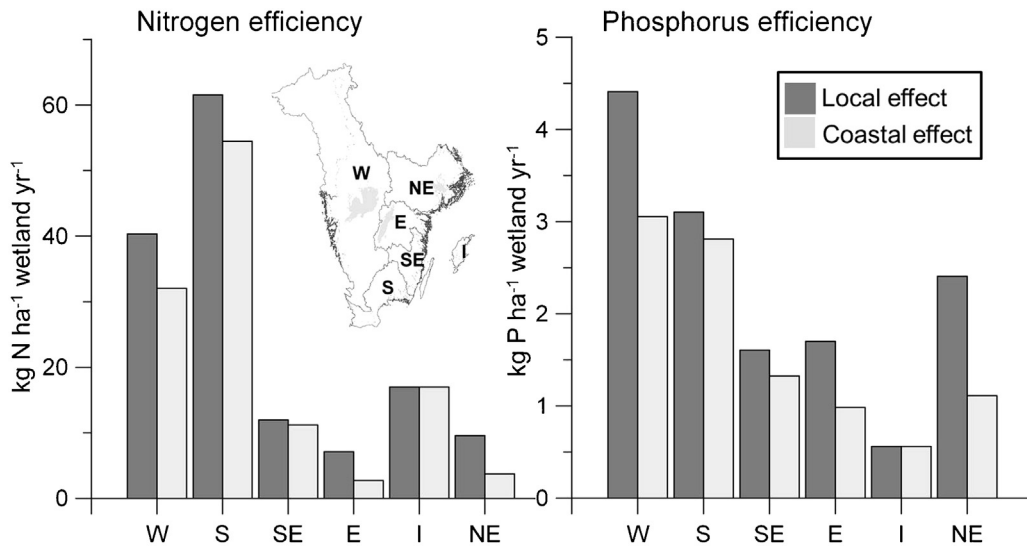 Nitrogen efficiency
Phosphorus efficiency
kg N ha⁻¹ wetland yr⁻¹
60
40
20
0
W
NE
E
SE
I
S
W S SE E I NE
kg P ha⁻¹ wetland yr⁻¹
5
4
3
2
1
0
Local effect
Coastal effect
W S SE E I NE